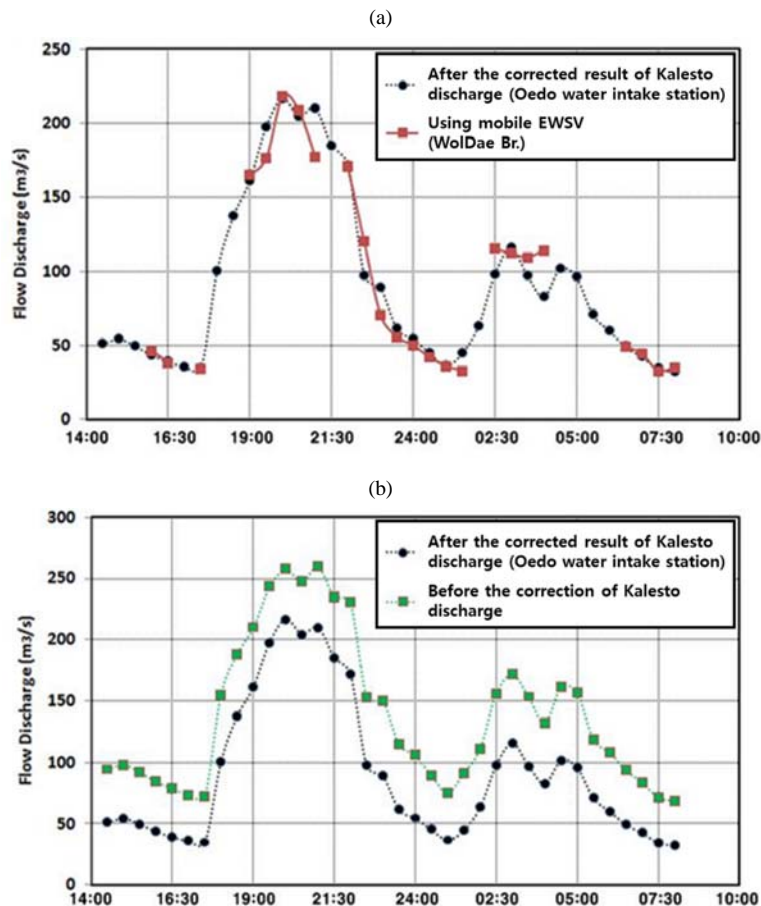 (a)
250
200
150
100
50
0
Flow Discharge (m3/s)
After the corrected result of Kalesto
discharge (Oedo water intake station)
Using mobile EWSV
(WolDae Br.)
14:00 16:30 19:00 21:30 24:00 02:30 05:00 07:30 10:00
(b)
300
250
200
150
100
50
0
Flow Discharge (m3/s)
After the corrected result of Kalesto
discharge (Oedo water intake station)
Before the correction of Kalesto
discharge
14:00 16:30 19:00 21:30 24:00 02:30 05:00 07:30 10:00